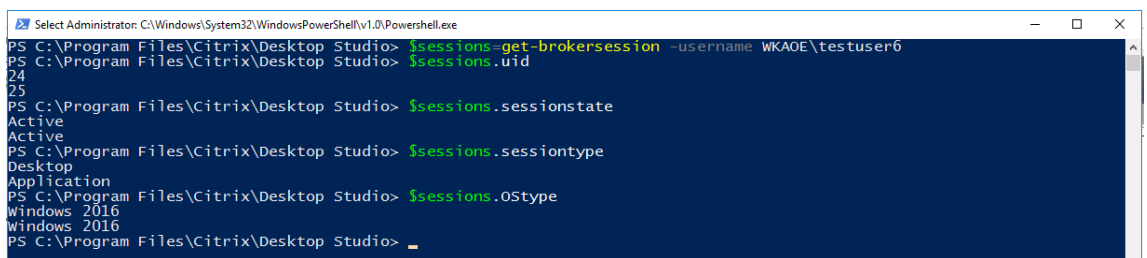 Select Administrator: C:\Windows\System32\WindowsPowerShell\v1.0\Powershell.exe
PS C:\Program Files\Citrix\Desktop Studio> $sessions=get-brokersession -username WKAOE\testuser6
PS C:\Program Files\Citrix\Desktop Studio> $sessions.uid
24
25
PS C:\Program Files\Citrix\Desktop Studio> $sessions.sessionstate
Active
Active
PS C:\Program Files\Citrix\Desktop Studio> $sessions.sessiontype
Desktop
Application
PS C:\Program Files\Citrix\Desktop Studio> $sessions.OStype
Windows 2016
Windows 2016
PS C:\Program Files\Citrix\Desktop Studio>